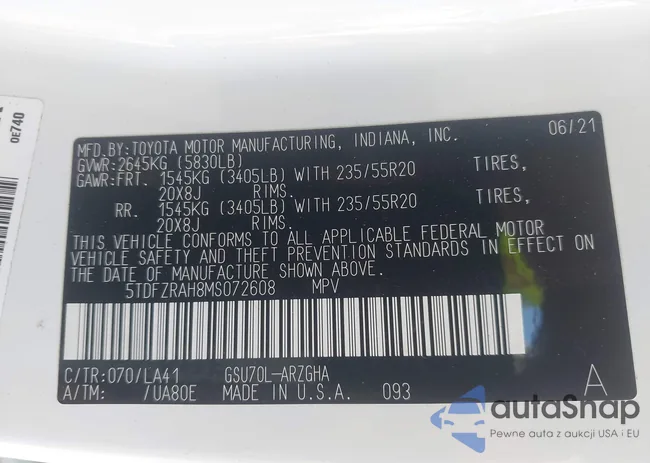 0E740
MFD.BY:TOYOTA MOTOR MANUFACTURING, INDIANA, INC. 06/21
GVWR:2645KG (5830LB)
GAWR:FRT. 1545KG (3405LB) WITH 235/55R20 TIRES,
20X8J RIMS.
RR. 1545KG (3405LB) WITH 235/55R20 TIRES,
20X8J RIMS.
THIS VEHICLE CONFORMS TO ALL APPLICABLE FEDERAL MOTOR
VEHICLE SAFETY AND THEFT PREVENTION STANDARDS IN EFFECT ON
THE DATE OF MANUFACTURE SHOWN ABOVE.
5TDFZRAH8MS072608 MPV
C/TR:070/LA41 GSU70L-ARZGHA
A/TM: /UA80E MADE IN U.S.A. 093 A
autaSnap
Pewne auta z aukcji USA i EU